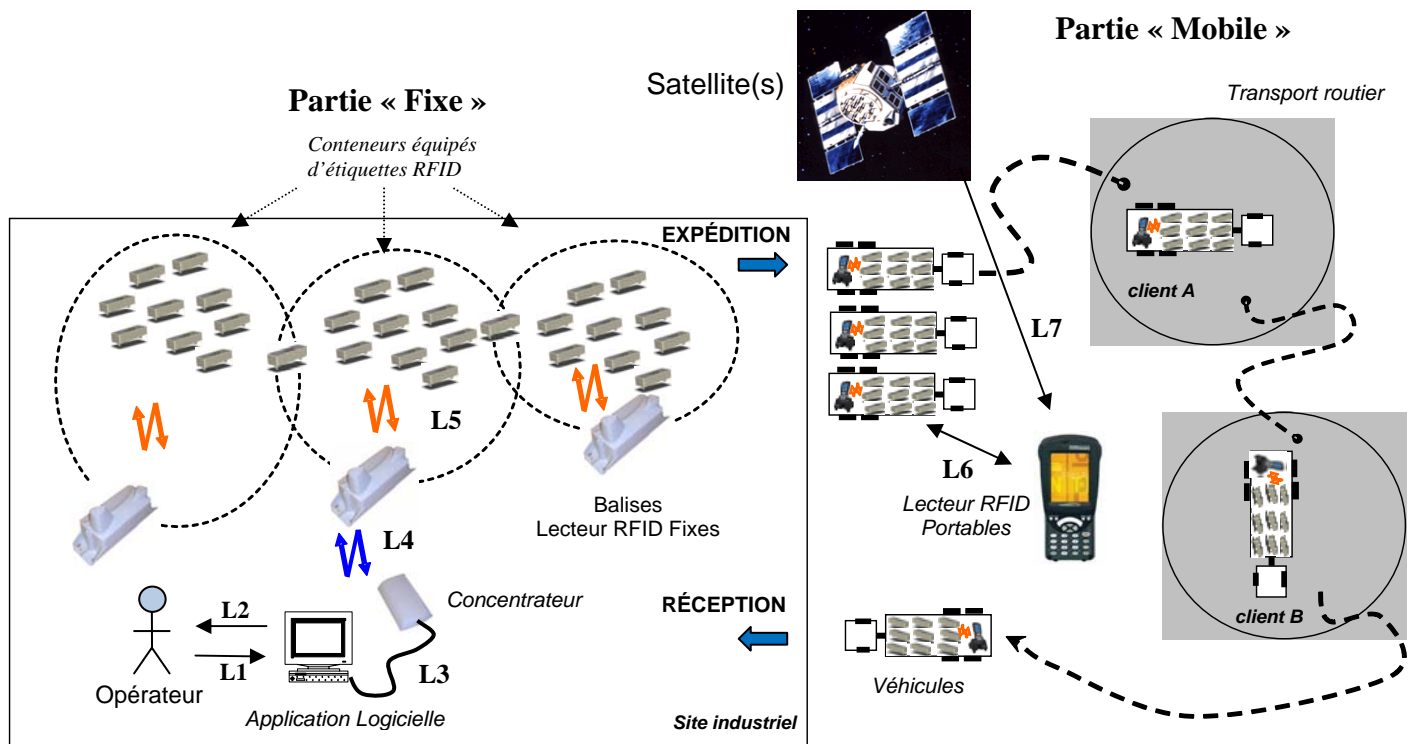 Partie « Mobile »
Satellite(s)
Partie « Fixe »
Transport routier
Conteneurs équipés
d'étiquettes RFID
EXPÉDITION
client A
L7
L5
L6
Lecteur RFID
Portables
Balises
Lecteur RFID Fixes
L4
Concentrateur
RÉCEPTION
client B
L2
L1
L3
Opérateur
Véhicules
Application Logicielle
Site industriel